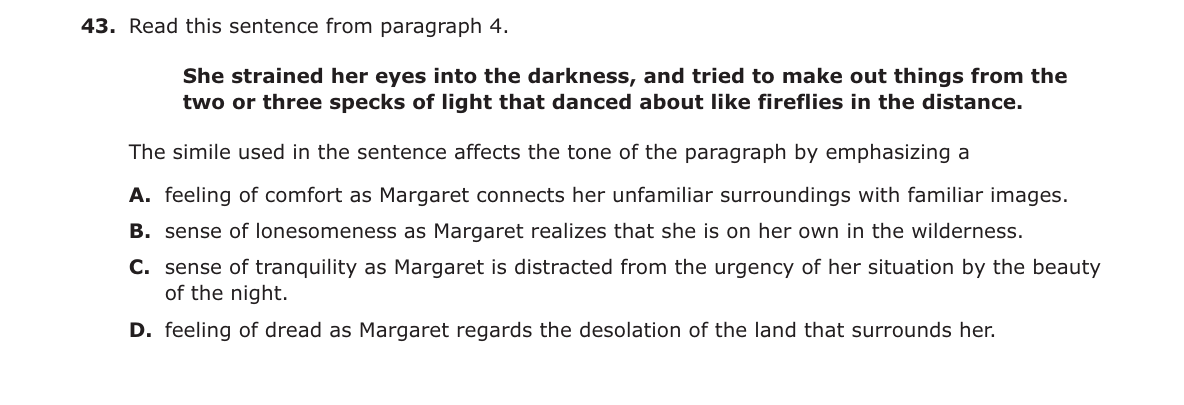 43. Read this sentence from paragraph 4.
She strained her eyes into the darkness, and tried to make out things from the
two or three specks of light that danced about like fireflies in the distance.
The simile used in the sentence affects the tone of the paragraph by emphasizing a
A. feeling of comfort as Margaret connects her unfamiliar surroundings with familiar images.
B. sense of lonesomeness as Margaret realizes that she is on her own in the wilderness.
C. sense of tranquility as Margaret is distracted from the urgency of her situation by the beauty
of the night.
D. feeling of dread as Margaret regards the desolation of the land that surrounds her.